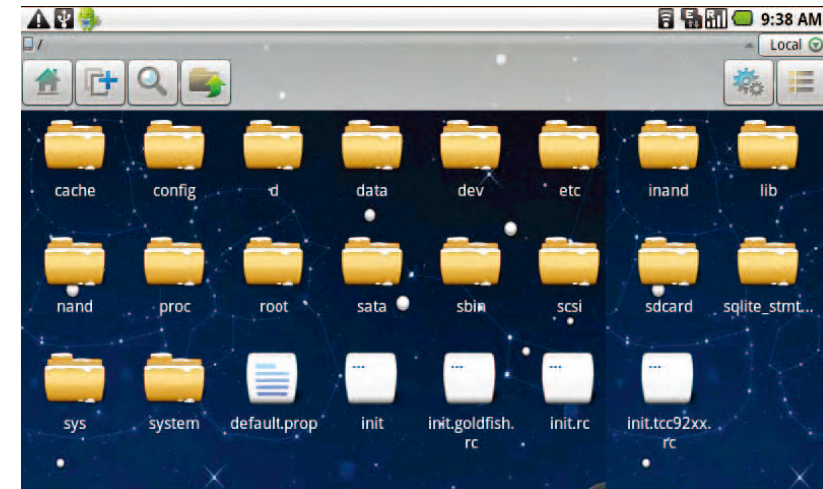 9:38 AM
/
Local
cache config d data dev etc inand lib
nand proc root sata sbin scsi sdcard sqlite_stmt...
sys system default.prop init init.goldfish.rc init.rc init.tcc92xx.rc